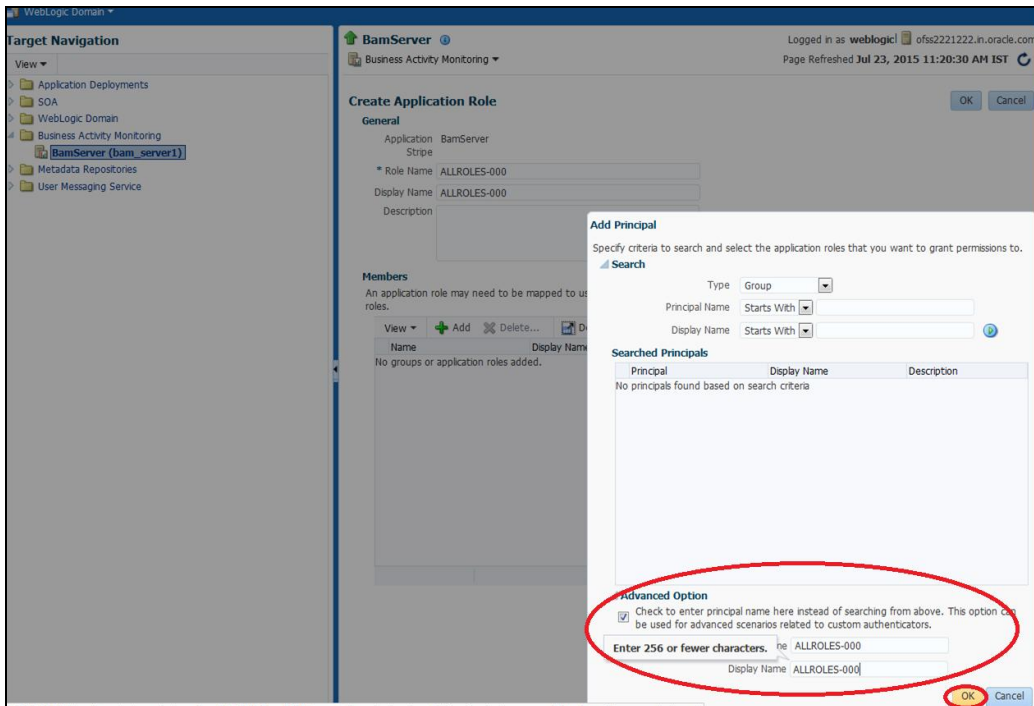 WebLogic Domain
Target Navigation
View
Application Deployments
SOA
WebLogic Domain
Business Activity Monitoring
BamServer (bam_server1)
Metadata Repositories
User Messaging Service
BamServer
Business Activity Monitoring
Logged in as weblogic
ofss2221222.in.oracle.com
Page Refreshed Jul 23, 2015 11:20:30 AM IST
Create Application Role
OK
Cancel
General
Application Stripe BamServer
* Role Name ALLROLES-000
Display Name ALLROLES-000
Description
Members
An application role may need to be mapped to
roles.
View Add Delete...
Name Display Name
No groups or application roles added.
Add Principal
Specify criteria to search and select the application roles that you want to grant permissions to.
Search
Type Group
Principal Name Starts With
Display Name Starts With
Searched Principals
Principal Display Name Description
No principals found based on search criteria
Advanced Option
Check to enter principal name here instead of searching from above. This option can
be used for advanced scenarios related to custom authenticators.
Enter 256 or fewer characters.
ALLROLES-000
Display Name ALLROLES-000
OK
Cancel